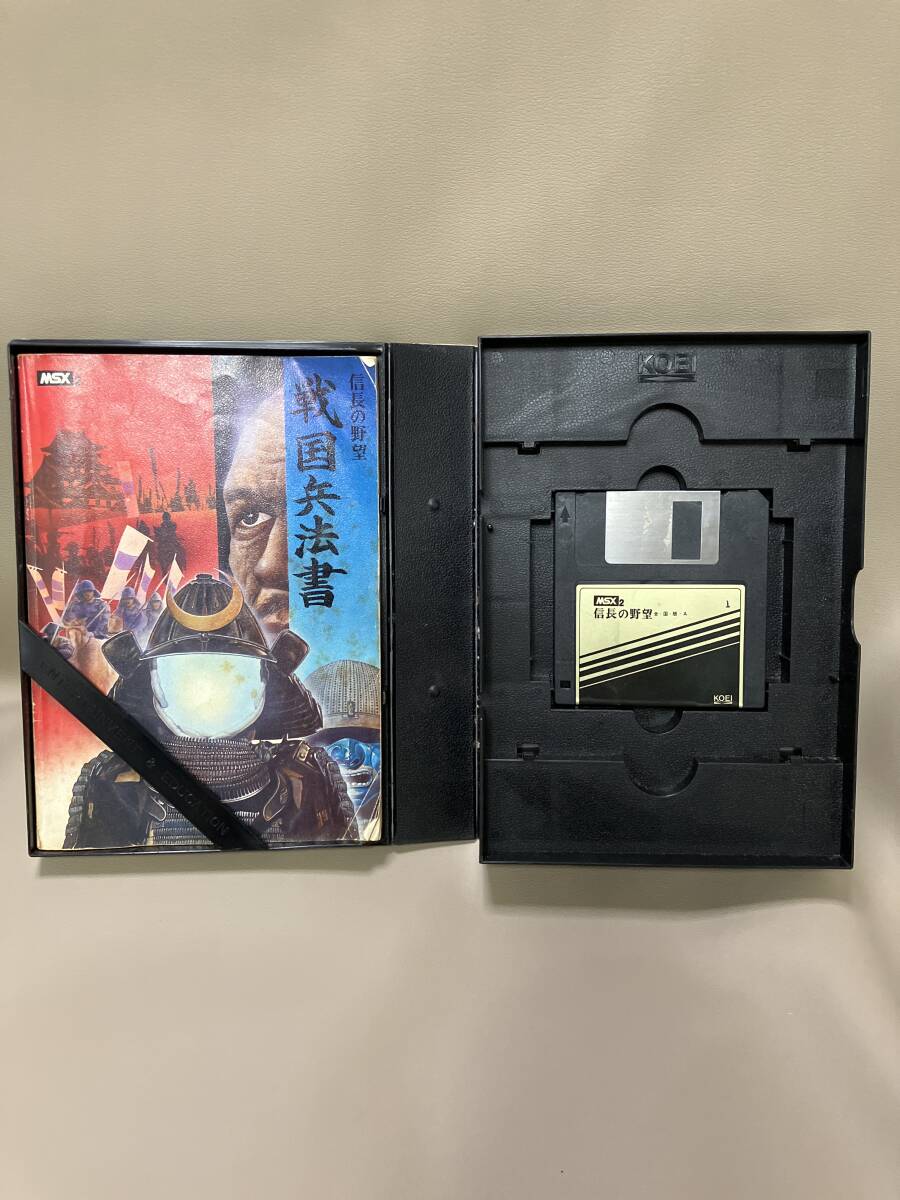 MSX2
信長の野望
戦国兵法書
& EDUCATION
KOEI
MSX2
1
信長の野望 全・国・版・A
KOEI